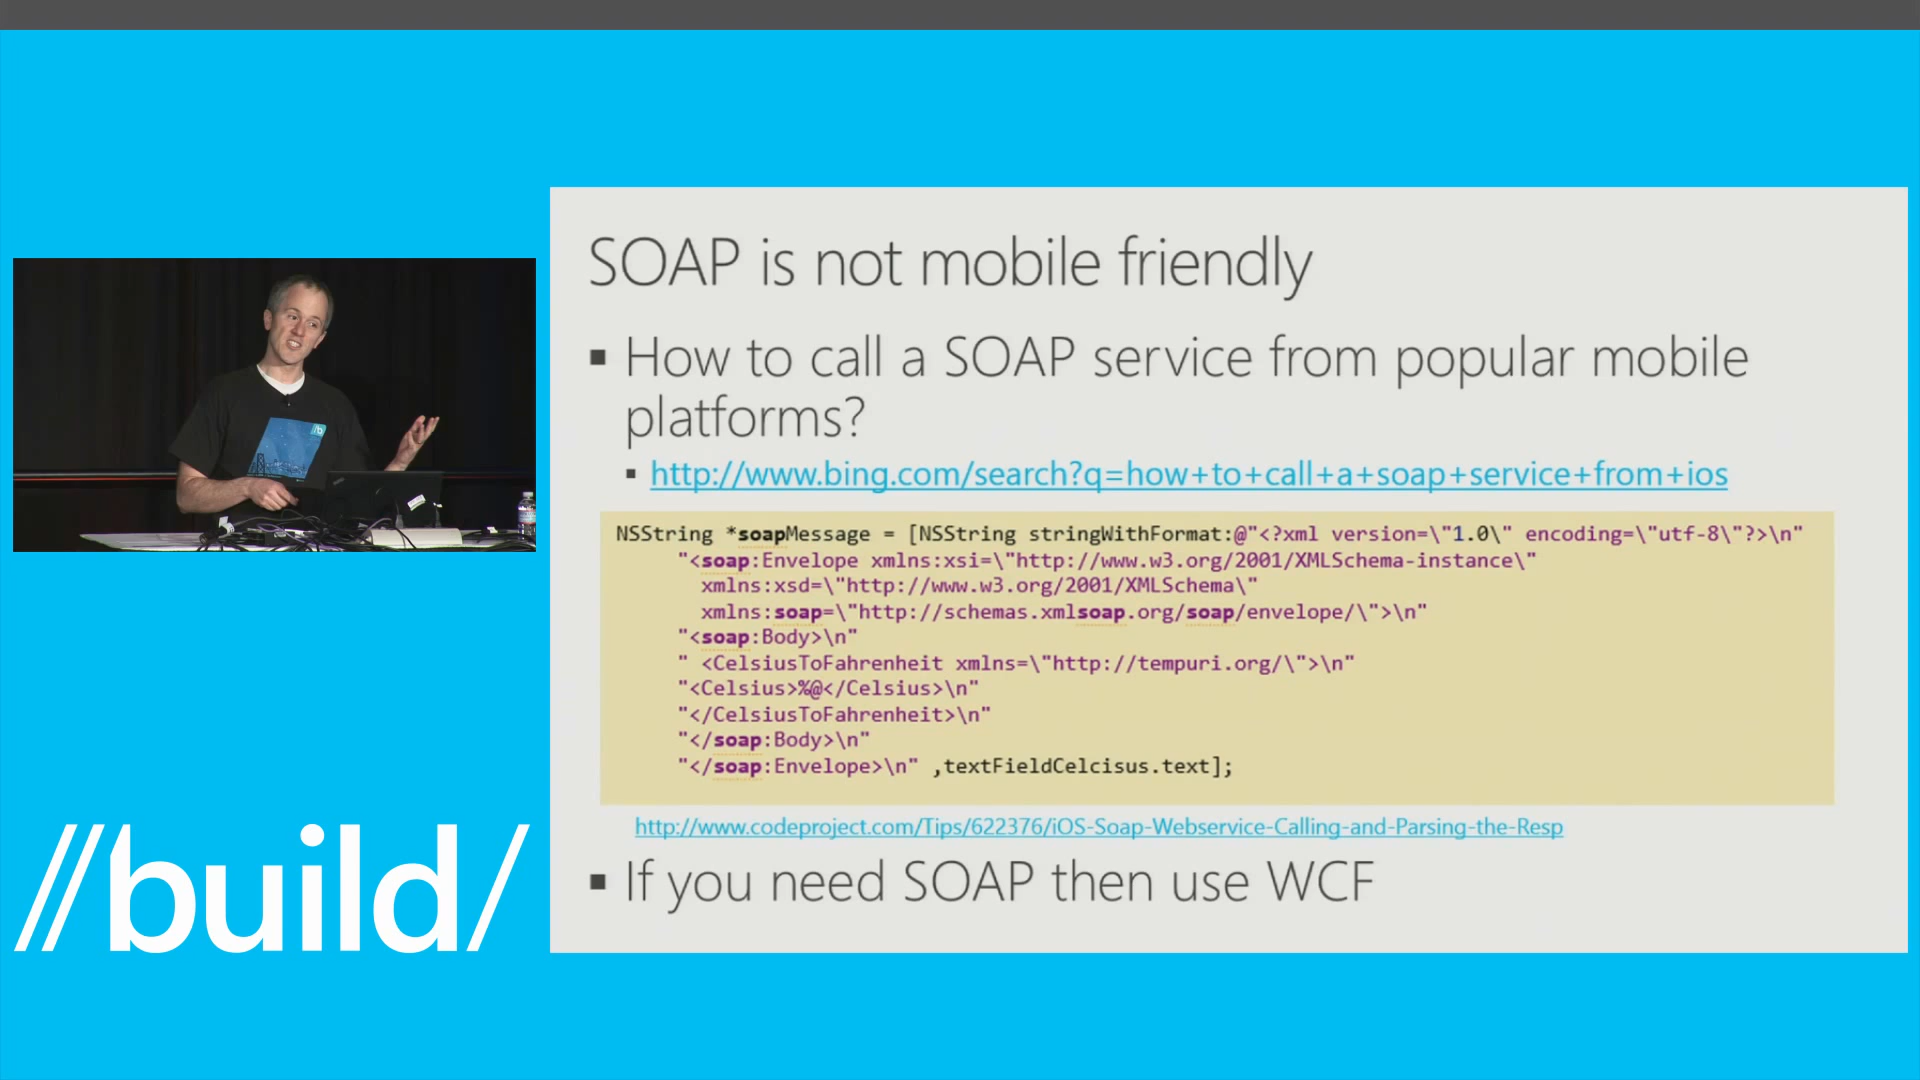 SOAP is not mobile friendly
▪ How to call a SOAP service from popular mobile
platforms?
▪ http://www.bing.com/search?q=how+to+call+a+soap+service+from+ios
NSString *soapMessage = [NSString stringWithFormat:@"<?xml version=\"1.0\" encoding=\"utf-8\"?>\n"
"<soap:Envelope xmlns:xsi=\"http://www.w3.org/2001/XMLSchema-instance\"
xmlns:xsd=\"http://www.w3.org/2001/XMLSchema\"
xmlns:soap=\"http://schemas.xmlsoap.org/soap/envelope/\">\n"
"<soap:Body>\n"
" <CelsiusToFahrenheit xmlns=\"http://tempuri.org/\">\n"
"<Celsius>%@</Celsius>\n"
"</CelsiusToFahrenheit>\n"
"</soap:Body>\n"
"</soap:Envelope>\n" ,textFieldCelcisus.text];
http://www.codeproject.com/Tips/622376/iOS-Soap-Webservice-Calling-and-Parsing-the-Resp
▪ If you need SOAP then use WCF
//build/